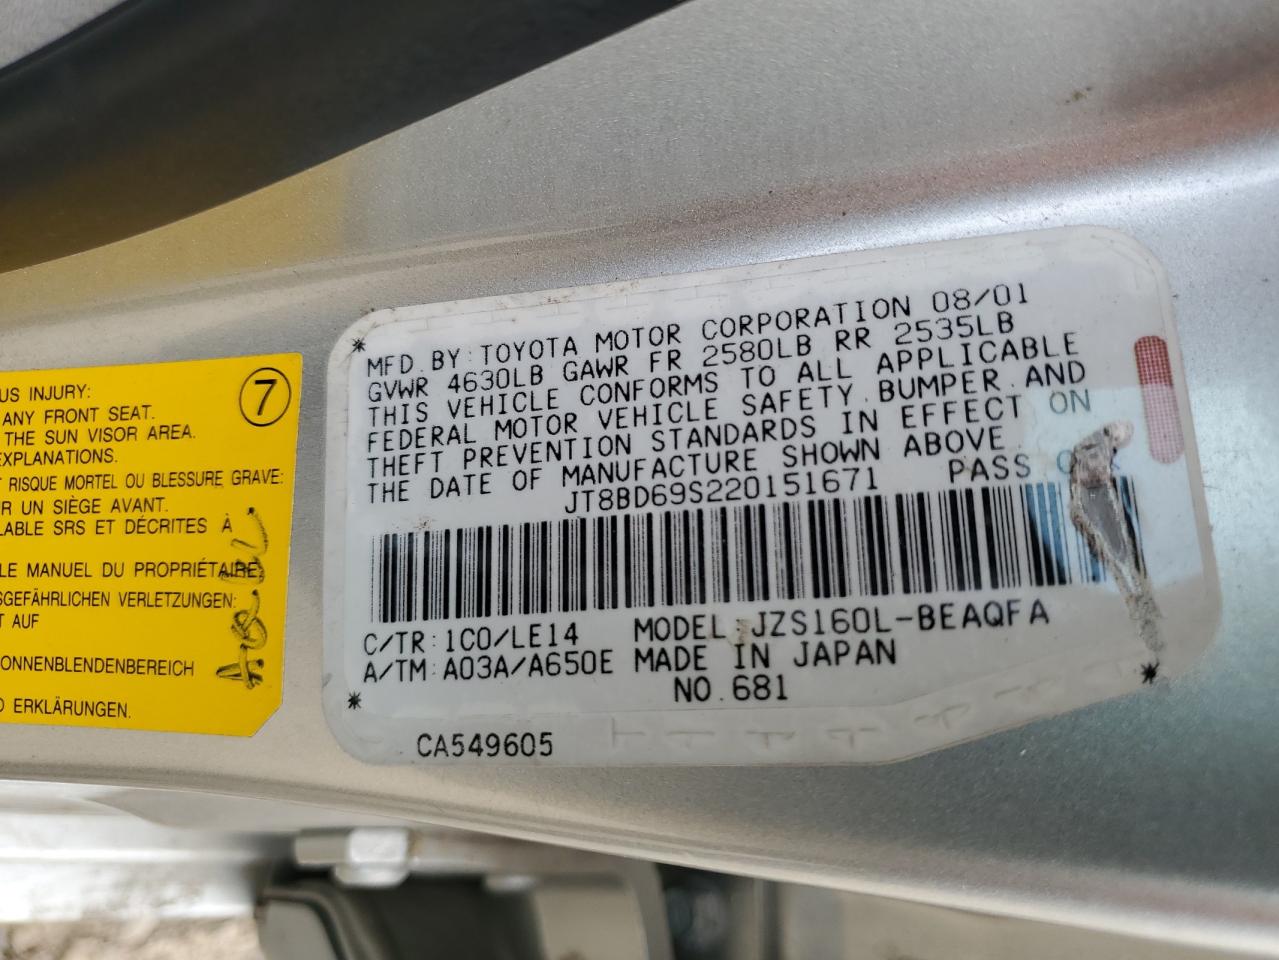 US INJURY:
7
ANY FRONT SEAT.
THE SUN VISOR AREA.
EXPLANATIONS.
T RISQUE MORTEL OU BLESSURE GRAVE:
R UN SIÈGE AVANT.
LABLE SRS ET DÉCRITES À
LE MANUEL DU PROPRIÉTAIRE
SGEFÄHRLICHEN VERLETZUNGEN:
T AUF
ONNENBLENDENBEREICH
D ERKLÄRUNGEN.
MFD. BY: TOYOTA MOTOR CORPORATION 08/01
GVWR 4630LB GAWR FR 2580LB RR 2535LB
THIS VEHICLE CONFORMS TO ALL APPLICABLE
FEDERAL MOTOR VEHICLE SAFETY, BUMPER, AND
THEFT PREVENTION STANDARDS IN EFFECT ON
THE DATE OF MANUFACTURE SHOWN ABOVE.
JT8BD69S220151671 PASS
C/TR: 1C0/LE14 MODEL: JZS160L-BEAQFA
A/TM: A03A/A650E MADE IN JAPAN
NO. 681
CA549605